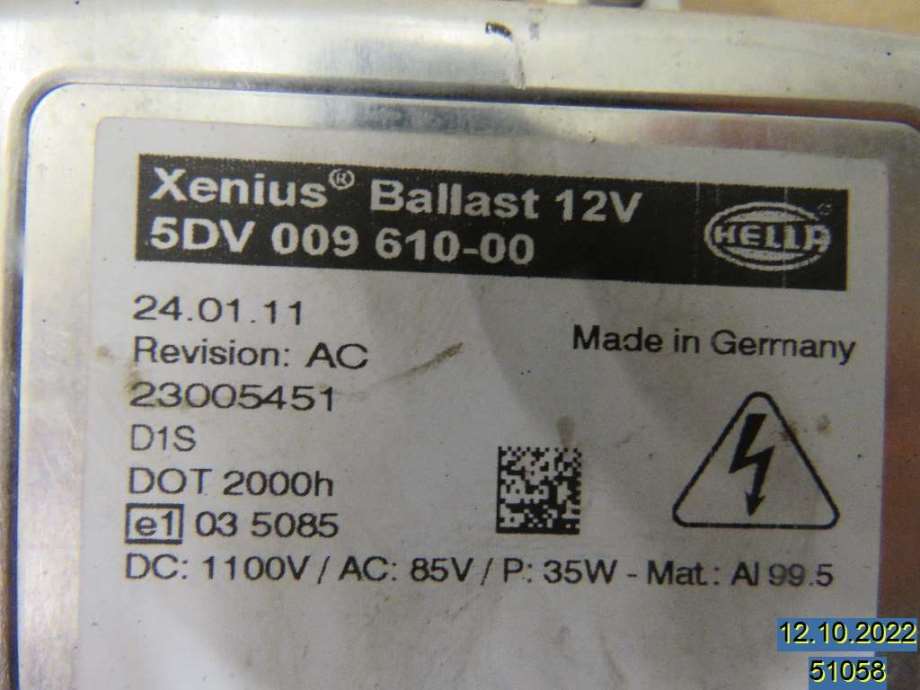 Xenius® Ballast 12V
5DV 009 610-00
HELLA
24.01.11
Made in Germany
Revision: AC
23005451
D1S
DOT 2000h
e1 03 5085
DC: 1100V / AC: 85V / P: 35W - Mat.: Al 99.5
12.10.2022
51058